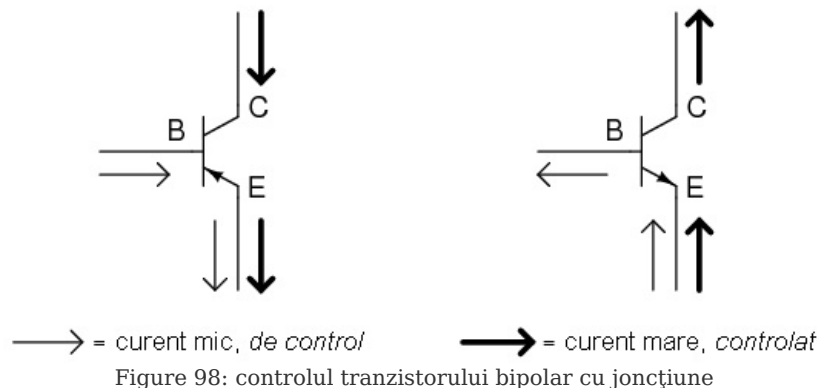 C
B
E
C
B
E
= curent mic, de control
= curent mare, controlat
Figure 98: controlul tranzistorului bipolar cu joncţiune